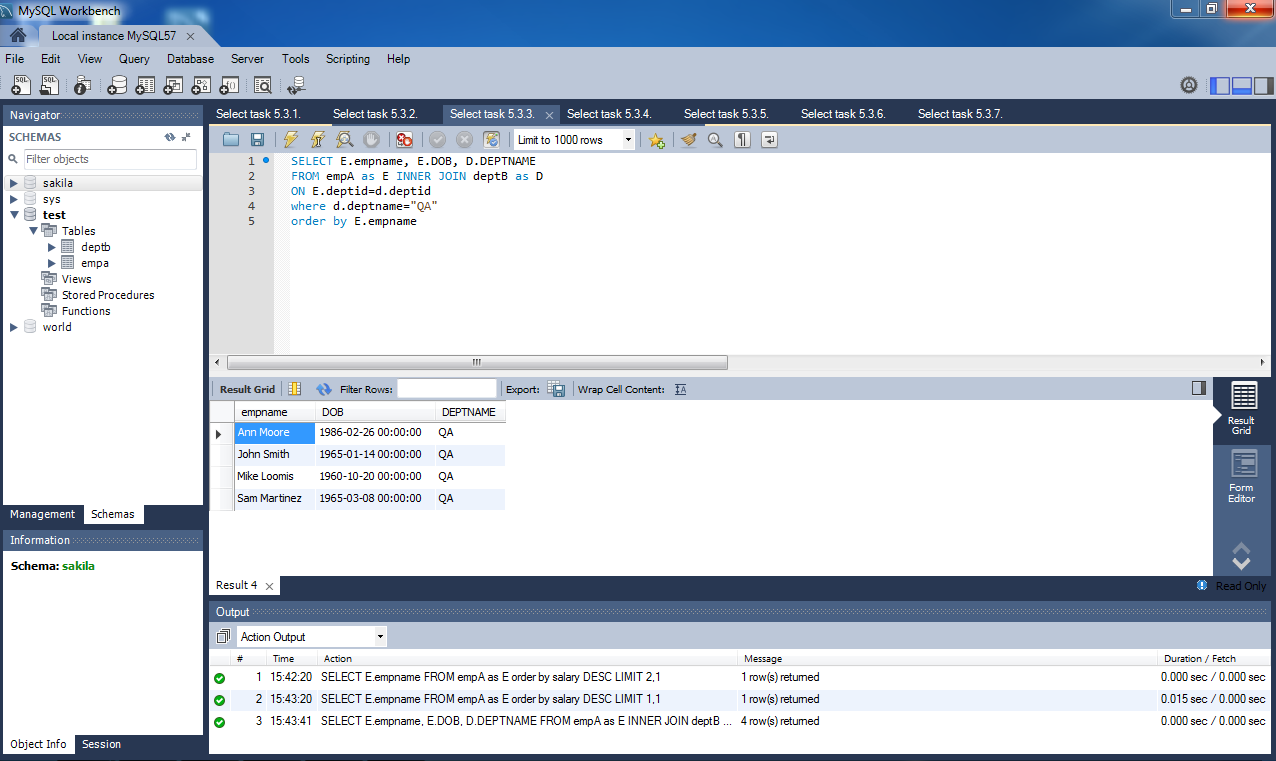 MySQL Workbench
Local instance MySQL57
File Edit View Query Database Server Tools Scripting Help
Navigator
SCHEMAS
Filter objects
sakila
sys
test
Tables
deptb
empa
Views
Stored Procedures
Functions
world
Management Schemas
Information
Schema: sakila
Object Info Session
Select task 5.3.1. Select task 5.3.2. Select task 5.3.3. Select task 5.3.4. Select task 5.3.5. Select task 5.3.6. Select task 5.3.7.
Limit to 1000 rows
1 SELECT E.empname, E.DOB, D.DEPTNAME
2 FROM empA as E INNER JOIN deptB as D
3 ON E.deptid=d.deptid
4 where d.deptname="QA"
5 order by E.empname
Result Grid Filter Rows: Export: Wrap Cell Content:
empname DOB DEPTNAME
Ann Moore 1986-02-26 00:00:00 QA
John Smith 1965-01-14 00:00:00 QA
Mike Loomis 1960-10-20 00:00:00 QA
Sam Martinez 1965-03-08 00:00:00 QA
Result
Grid
Form
Editor
Result 4
Read Only
Output
Action Output
# Time Action Message Duration / Fetch
1 15:42:20 SELECT E.empname FROM empA as E order by salary DESC LIMIT 2,1 1 row(s) returned 0.000 sec / 0.000 sec
2 15:43:20 SELECT E.empname FROM empA as E order by salary DESC LIMIT 1,1 1 row(s) returned 0.015 sec / 0.000 sec
3 15:43:41 SELECT E.empname, E.DOB, D.DEPTNAME FROM empA as E INNER JOIN deptB ... 4 row(s) returned 0.000 sec / 0.000 sec